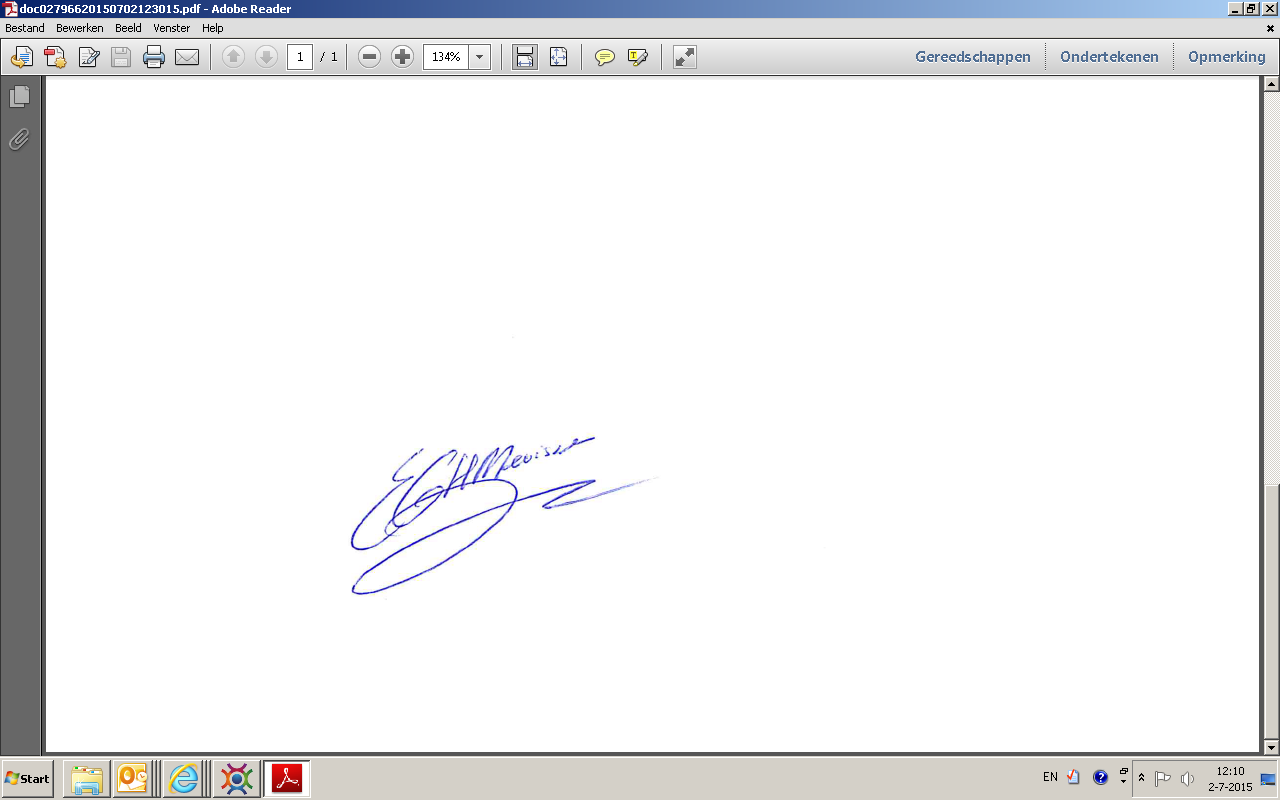 doc02796620150702123015.pdf - Adobe Reader
Bestand Bewerken Beeld Venster Help
1 / 1 134% Gereedschappen Ondertekenen Opmerking
Start EN 12:10
2-7-2015